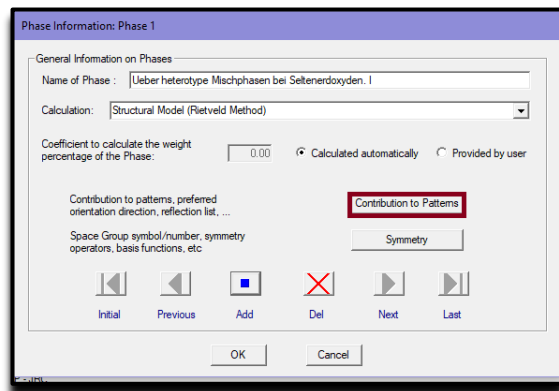 Phase Information: Phase 1
General Information on Phases
Name of Phase : Ueber heterotype Mischphasen bei Seltenerdoxyden. I
Calculation: Structural Model (Rietveld Method)
Coefficient to calculate the weight
percentage of the Phase: 0.00 Calculated automatically Provided by user
Contribution to patterns, preferred
orientation direction, reflection list, ...
Contribution to Patterns
Space Group symbol/number, symmetry
operators, basis functions, etc
Symmetry
Initial Previous Add Del Next Last
OK Cancel